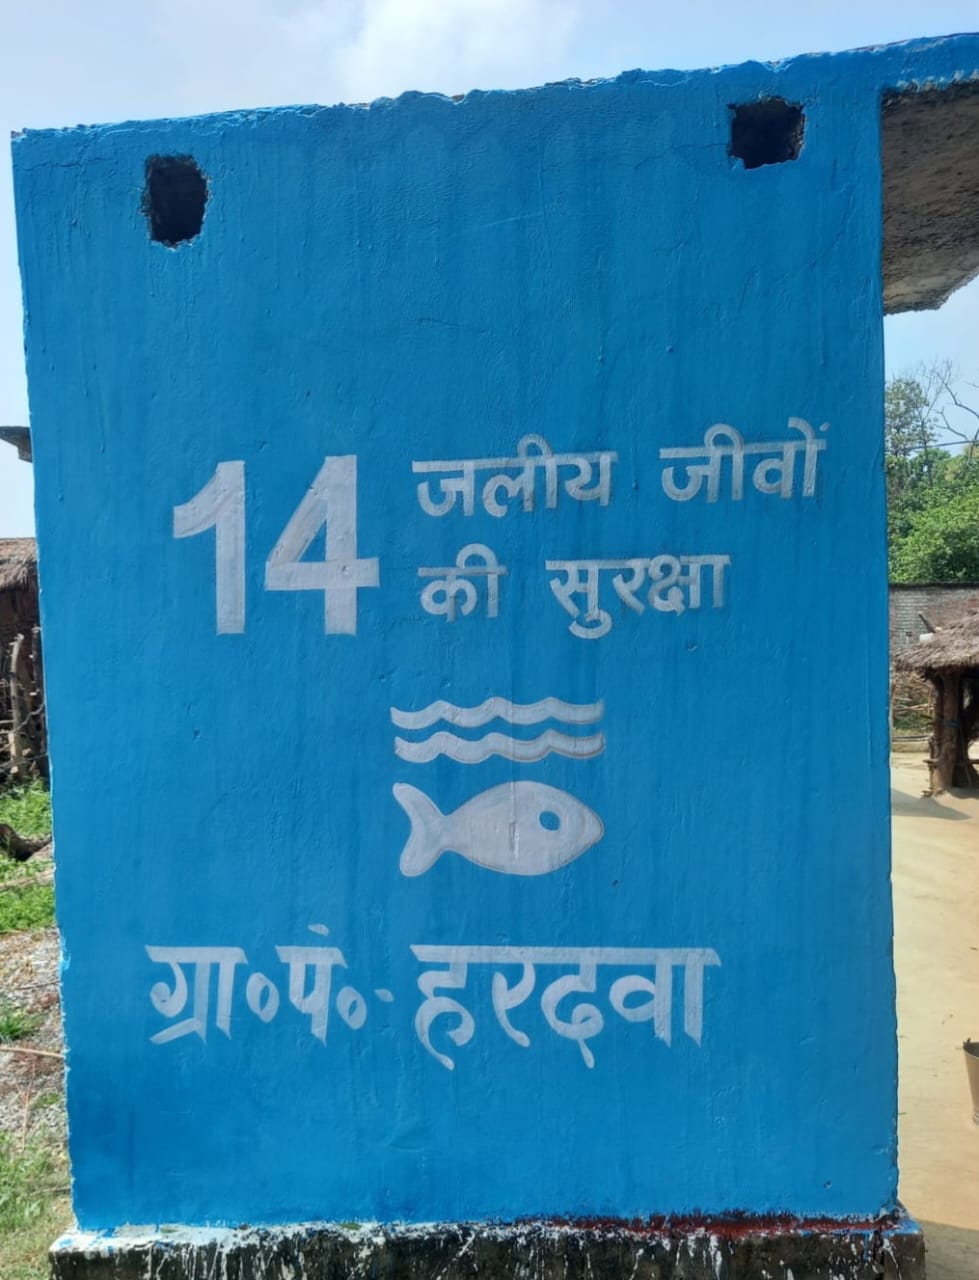 14 जलीय जीवों
की सुरक्षा
ग्रा०पं०- हरदवा